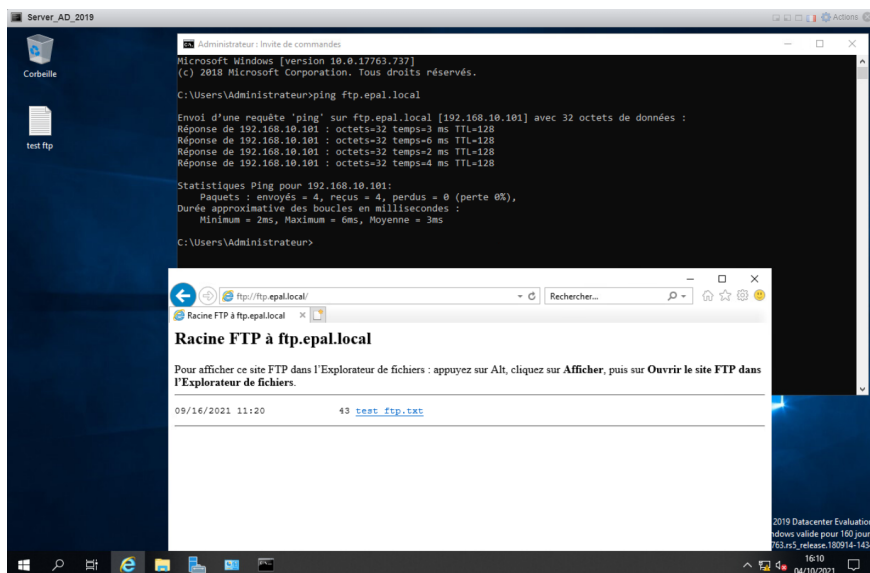 Server_AD_2019
Actions
Corbeille
test ftp
Administrateur : Invite de commandes
Microsoft Windows [version 10.0.17763.737]
(c) 2018 Microsoft Corporation. Tous droits réservés.
C:\Users\Administrateur>ping ftp.epal.local
Envoi d'une requête 'ping' sur ftp.epal.local [192.168.10.101] avec 32 octets de données :
Réponse de 192.168.10.101 : octets=32 temps=3 ms TTL=128
Réponse de 192.168.10.101 : octets=32 temps=6 ms TTL=128
Réponse de 192.168.10.101 : octets=32 temps=2 ms TTL=128
Réponse de 192.168.10.101 : octets=32 temps=4 ms TTL=128
Statistiques Ping pour 192.168.10.101:
Paquets : envoyés = 4, reçus = 4, perdus = 0 (perte 0%),
Durée approximative des boucles en millisecondes :
Minimum = 2ms, Maximum = 6ms, Moyenne = 3ms
C:\Users\Administrateur>
ftp://ftp.epal.local/
Rechercher...
Racine FTP à ftp.epal.local
Racine FTP à ftp.epal.local
Pour afficher ce site FTP dans l'Explorateur de fichiers : appuyez sur Alt, cliquez sur Afficher, puis sur Ouvrir le site FTP dans
l'Explorateur de fichiers.
09/16/2021 11:20 43 test ftp.txt
2019 Datacenter Evaluation
ndows valide pour 160 jour
763.rs5_release.180914-143
16:10
04/10/2021